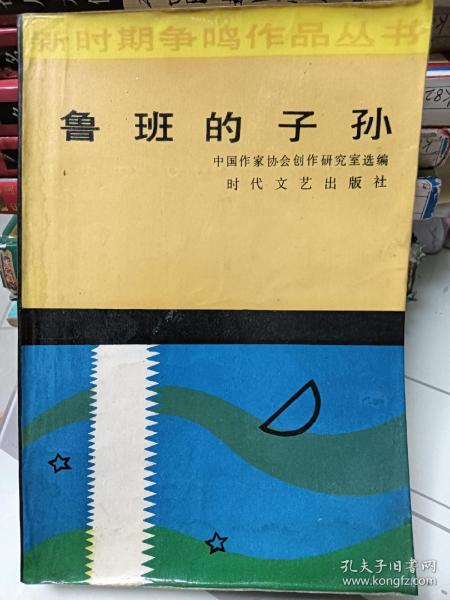 新时期争鸣作品丛书
鲁班的子孙
中国作家协会创作研究室选编
时代文艺出版社
孔夫子旧书网
www.kongfz.com